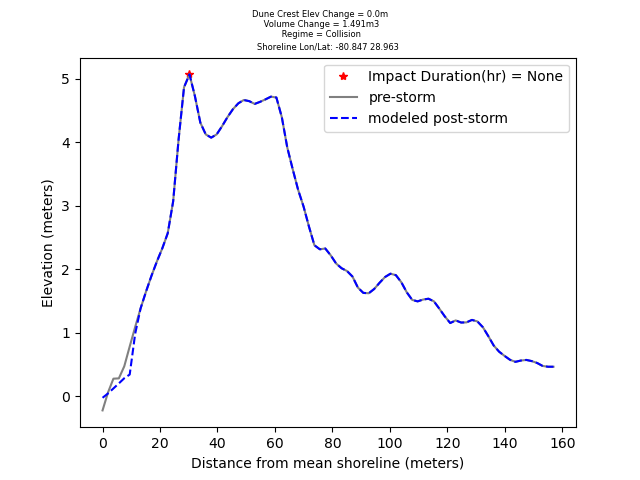 Dune Crest Elev Change = 0.0m
Volume Change = 1.491m3
Regime = Collision
Shoreline Lon/Lat: -80.847 28.963
Impact Duration(hr) = None
pre-storm
modeled post-storm
Elevation (meters)
5
4
3
2
1
0
0 20 40 60 80 100 120 140 160
Distance from mean shoreline (meters)